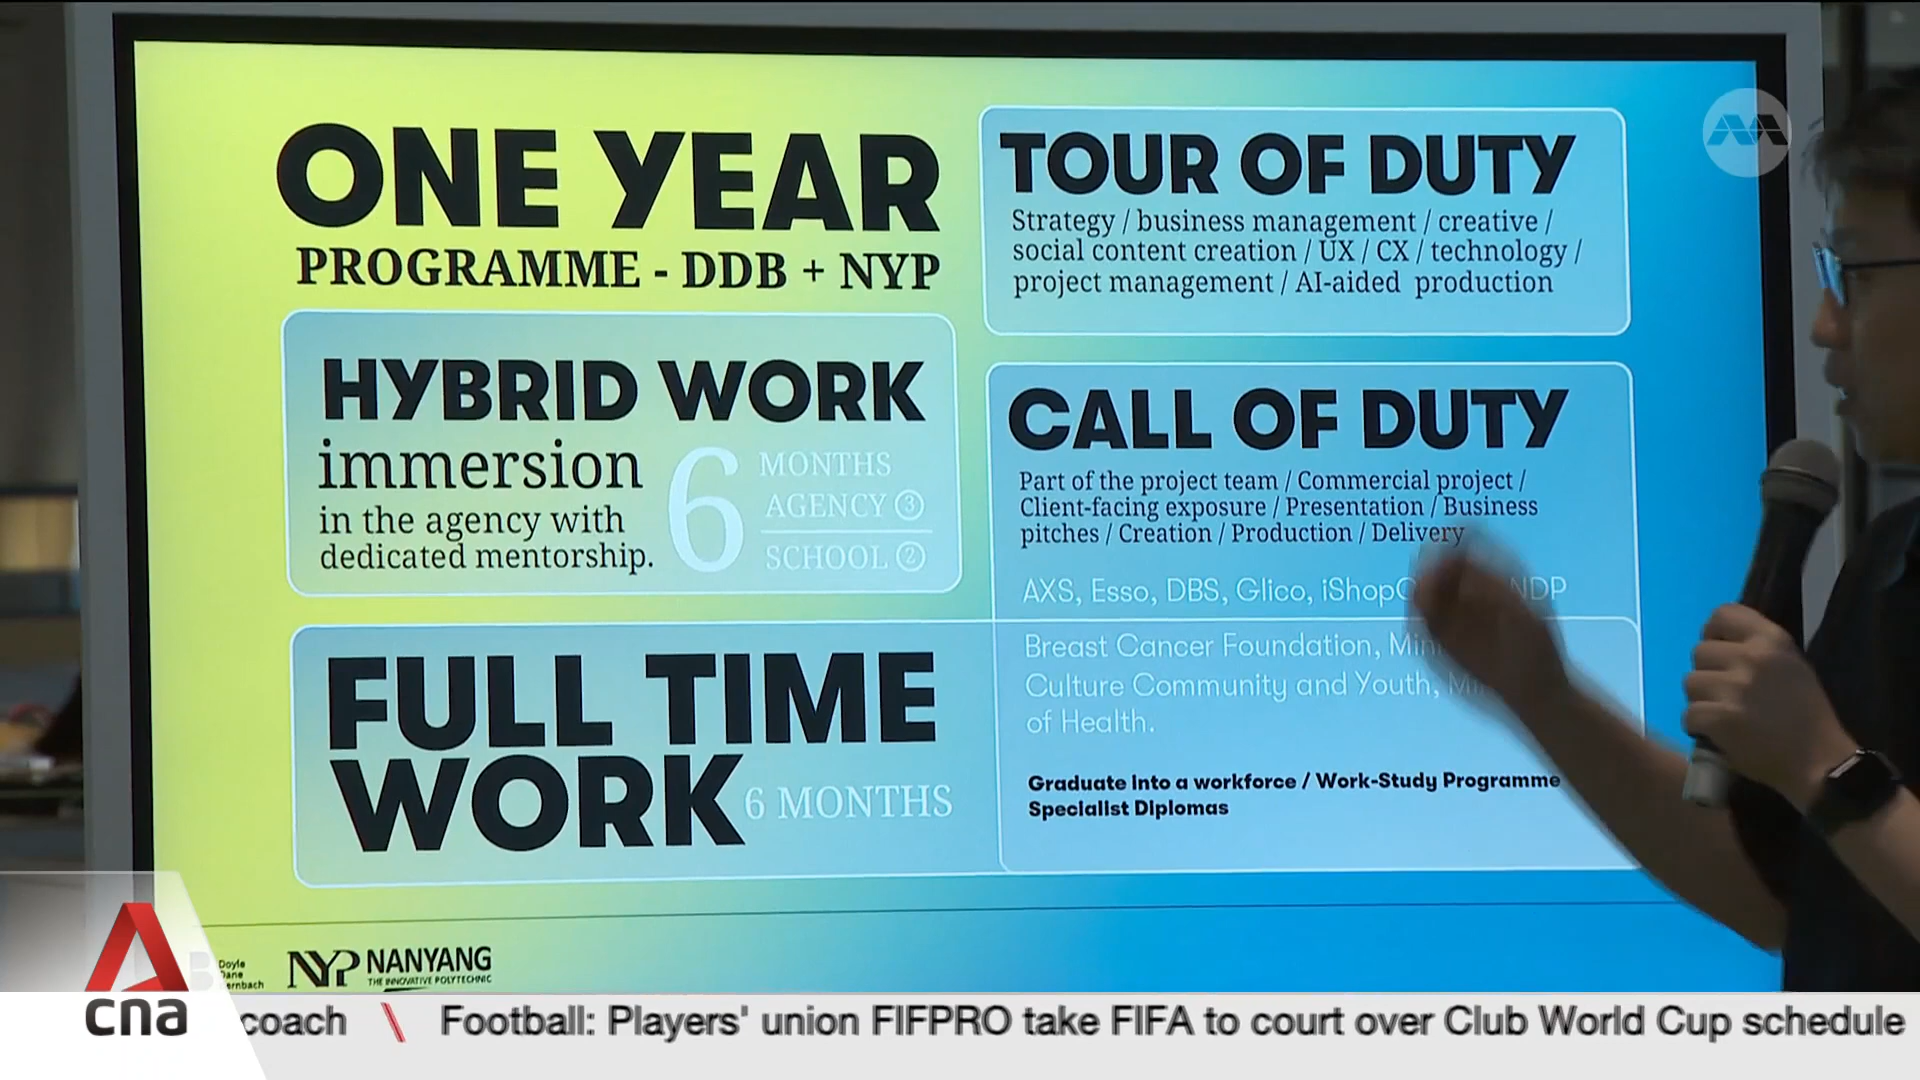 ONE YEAR
PROGRAMME - DDB + NYP
HYBRID WORK
immersion
in the agency with
dedicated mentorship.
6
MONTHS
AGENCY ③
SCHOOL ②
FULL TIME
WORK
6 MONTHS
TOUR OF DUTY
Strategy / business management / creative /
social content creation / UX / CX / technology /
project management / AI-aided production
CALL OF DUTY
Part of the project team / Commercial project /
Client-facing exposure / Presentation / Business
pitches / Creation / Production / Delivery
AXS, Esso, DBS, Glico, NDP
Breast Cancer Foundation,
Culture Community and Youth,
of Health.
Graduate into a workforce / Work-Study Programme
Specialist Diplomas
Doyle
Dane
NYP NANYANG
THE INNOVATIVE POLYTECHNIC
cna
coach \ Football: Players' union FIFPRO take FIFA to court over Club World Cup schedule